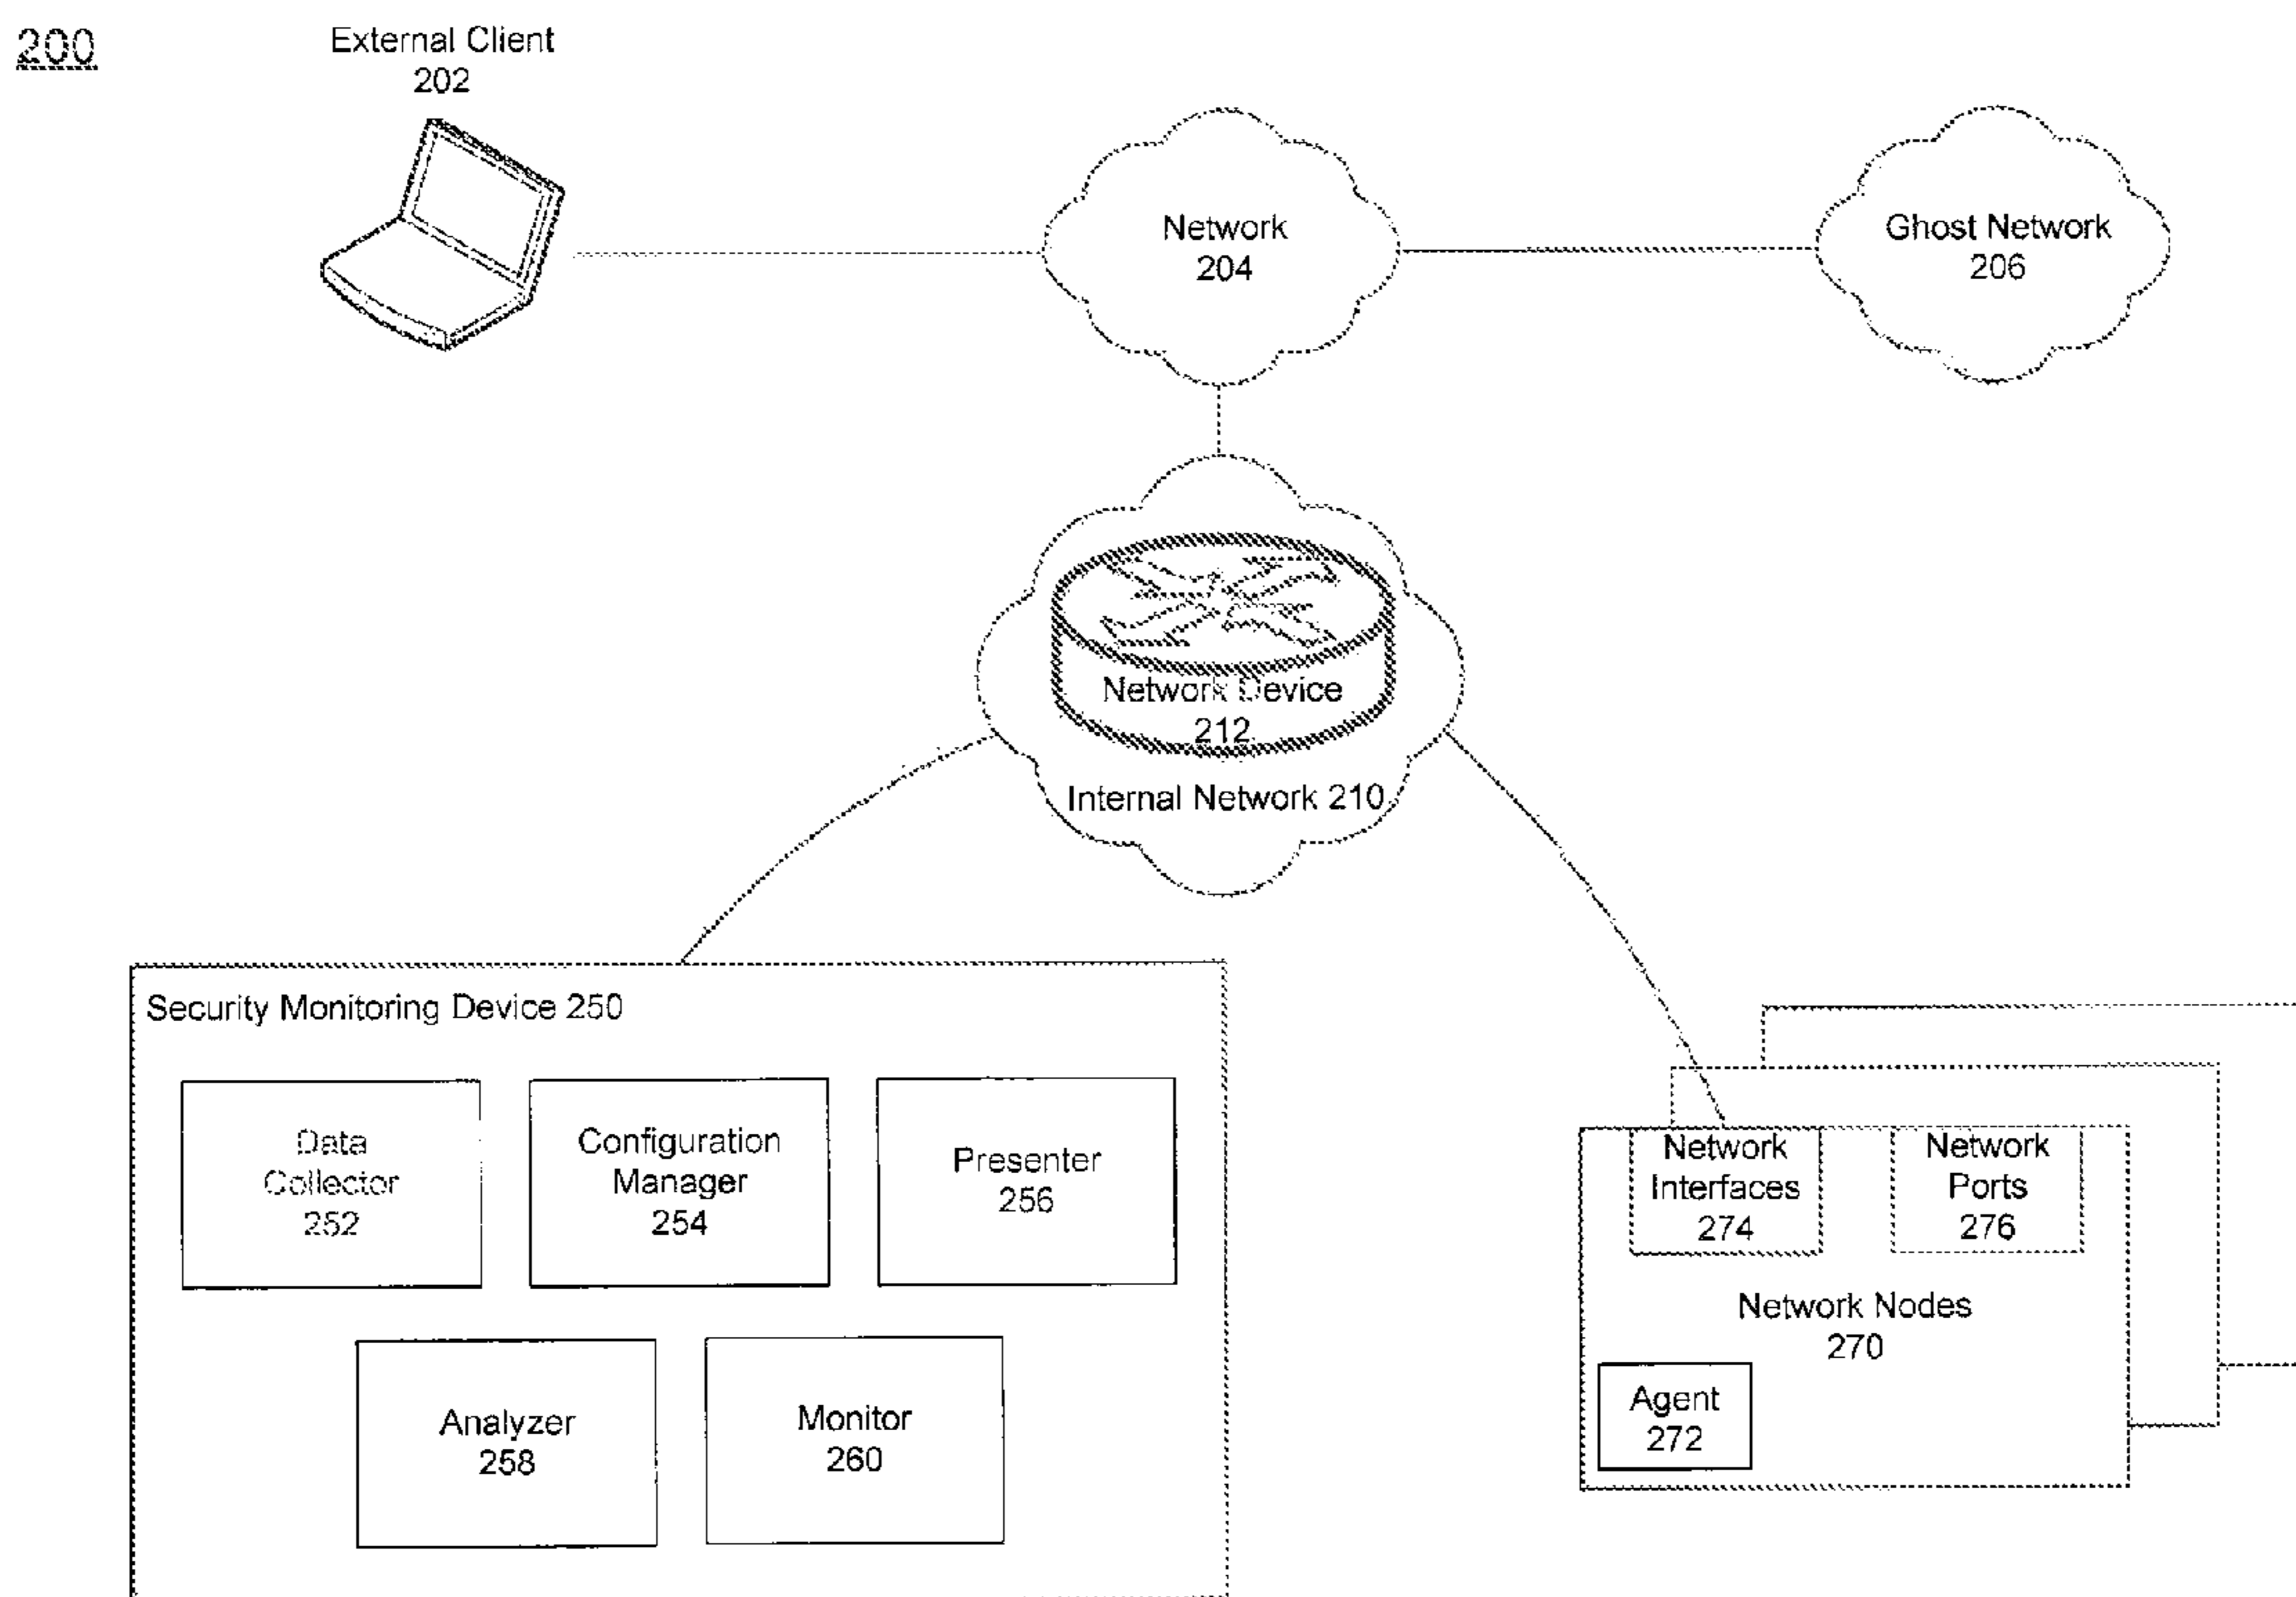 200
External Client
202
Network
204
Ghost Network
206
Network Device
212
Internal Network 210
Security Monitoring Device 250
Data
Collector
252
Configuration
Manager
254
Presenter
256
Analyzer
258
Monitor
260
Network
Interfaces
274
Network
Ports
276
Network Nodes
270
Agent
272